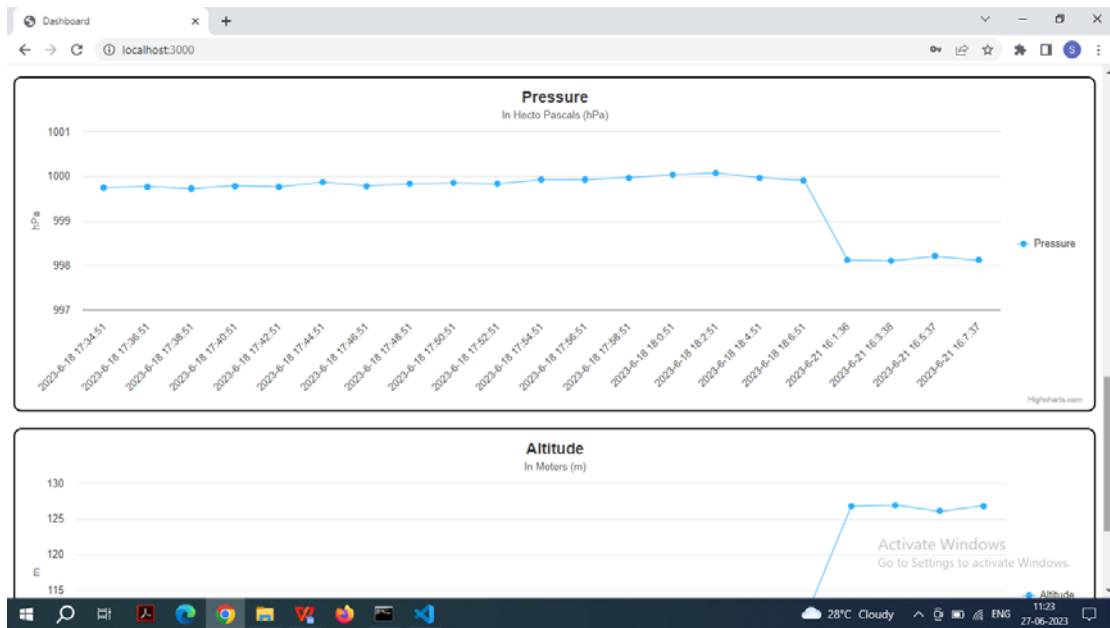 Dashboard
localhost:3000
S
Pressure
In Hecto Pascals (hPa)
1001
1000
999
998
997
hPa
Pressure
2023-6-18 17:34:51
2023-6-18 17:36:51
2023-6-18 17:38:51
2023-6-18 17:40:51
2023-6-18 17:42:51
2023-6-18 17:44:51
2023-6-18 17:46:51
2023-6-18 17:48:51
2023-6-18 17:50:51
2023-6-18 17:52:51
2023-6-18 17:54:51
2023-6-18 17:56:51
2023-6-18 17:58:51
2023-6-18 18:0:51
2023-6-18 18:2:51
2023-6-18 18:4:51
2023-6-18 18:6:51
2023-6-21 16:1:36
2023-6-21 16:3:38
2023-6-21 16:5:37
2023-6-21 16:7:37
Highcharts.com
Altitude
In Meters (m)
130
125
120
115
m
Altitude
Activate Windows
Go to Settings to activate Windows.
28°C Cloudy
ENG
11:23
27-06-2023